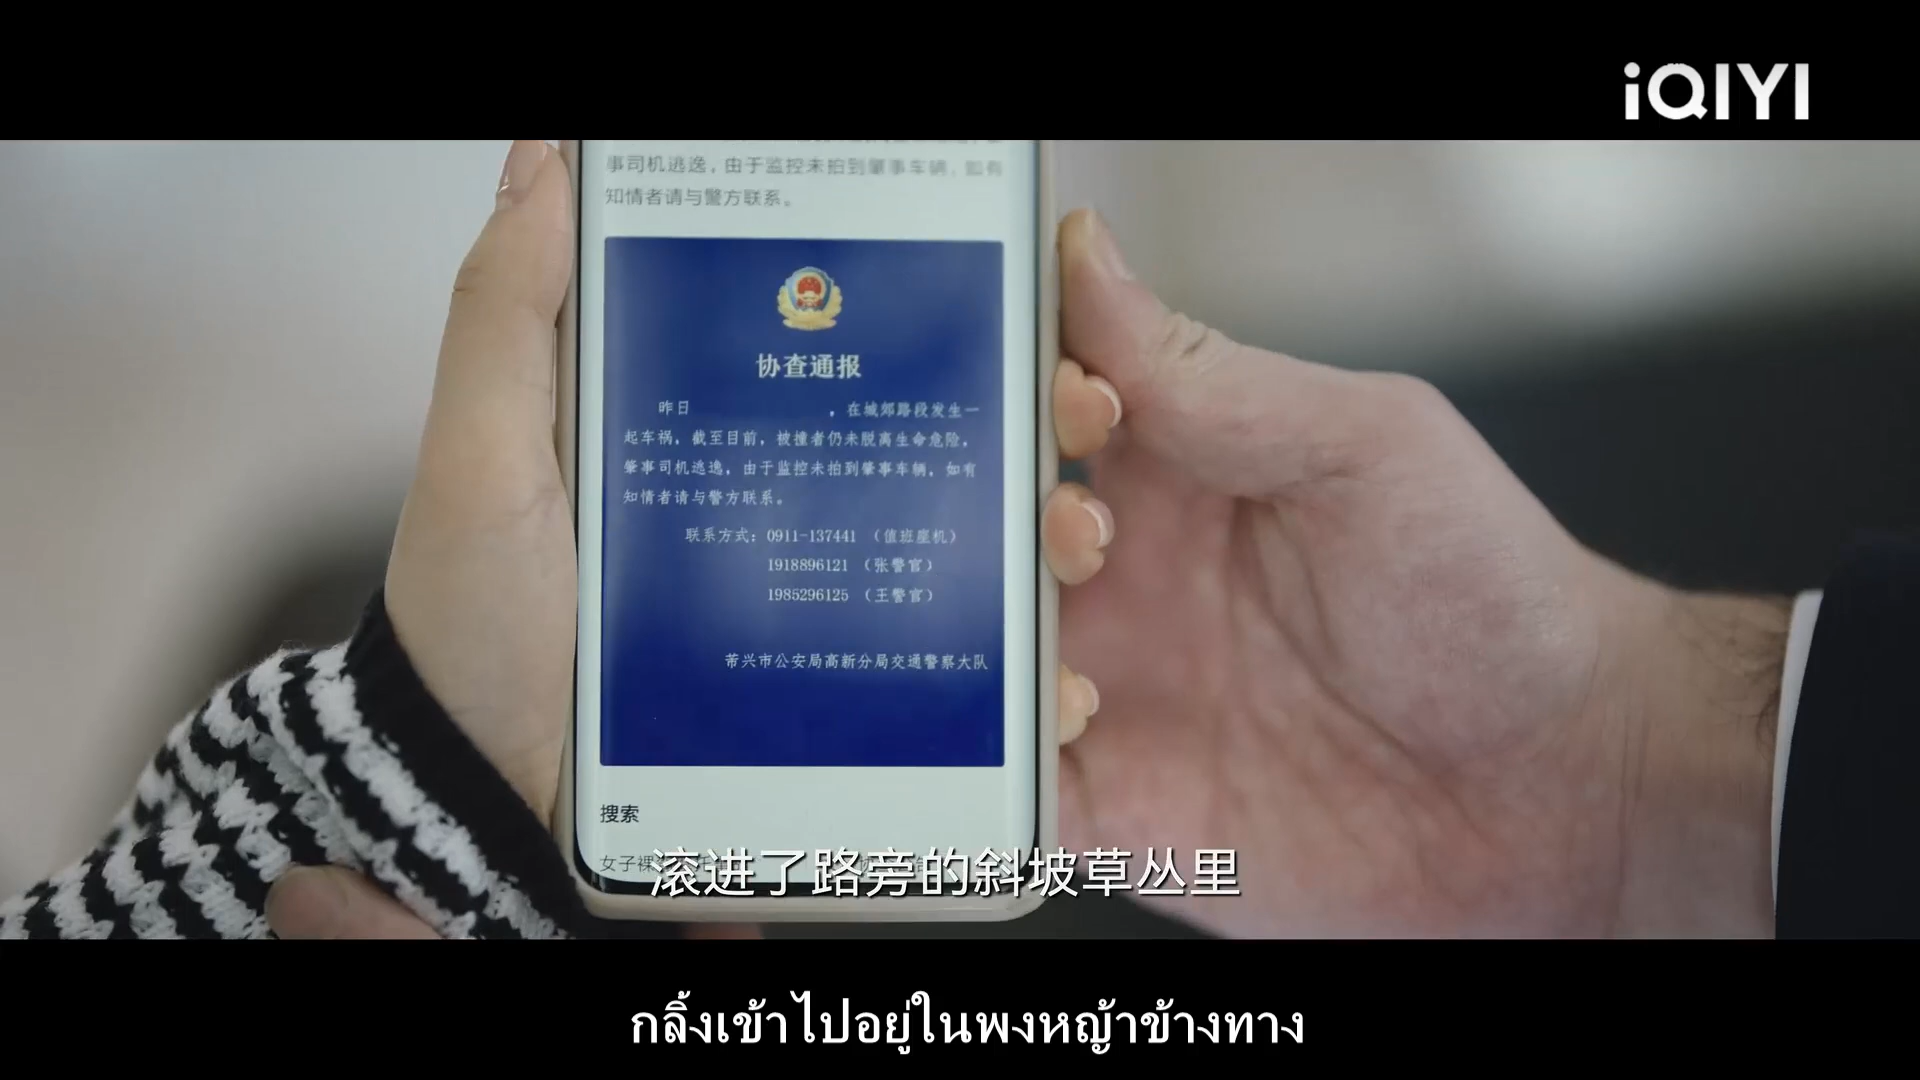 iQIYI
事司机逃逸，由于监控未拍到肇事车辆，如有
知情者请与警方联系。
协查通报
昨日 ，在城郊路段发生一
起车祸，截至目前，被撞者仍未脱离生命危险，
肇事司机逃逸，由于监控未拍到肇事车辆，如有
知情者请与警方联系。
联系方式：0911-137441 （值班座机）
1918896121 （张警官）
1985296125 （王警官）
市公安局高新分局交通警察大队
搜索
女子裸
滚进了路旁的斜坡草丛里
กลิ้งเข้าไปอยู่ในพงหญ้าข้างทาง